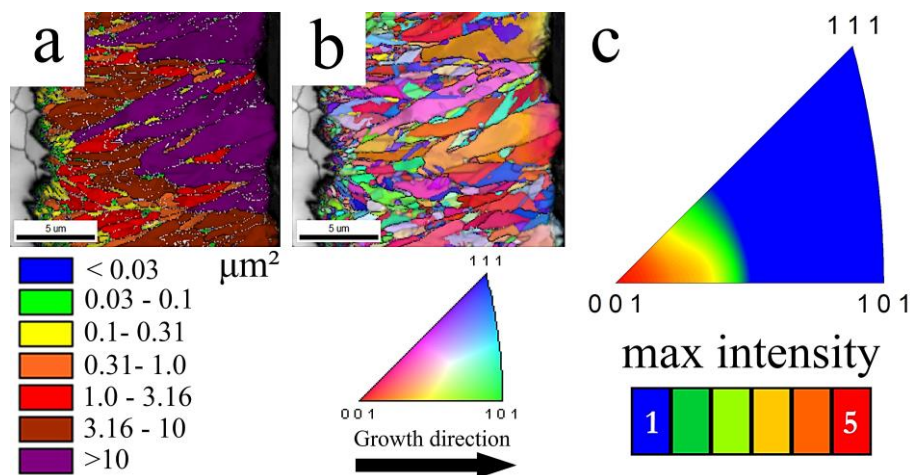 a
b
c
5 um
5 um
μm²
< 0.03
0.03 - 0.1
0.1- 0.31
0.31- 1.0
1.0 - 3.16
3.16 - 10
>10
1 1 1
0 0 1
1 0 1
Growth direction
1 1 1
0 0 1
1 0 1
max intensity
1
5